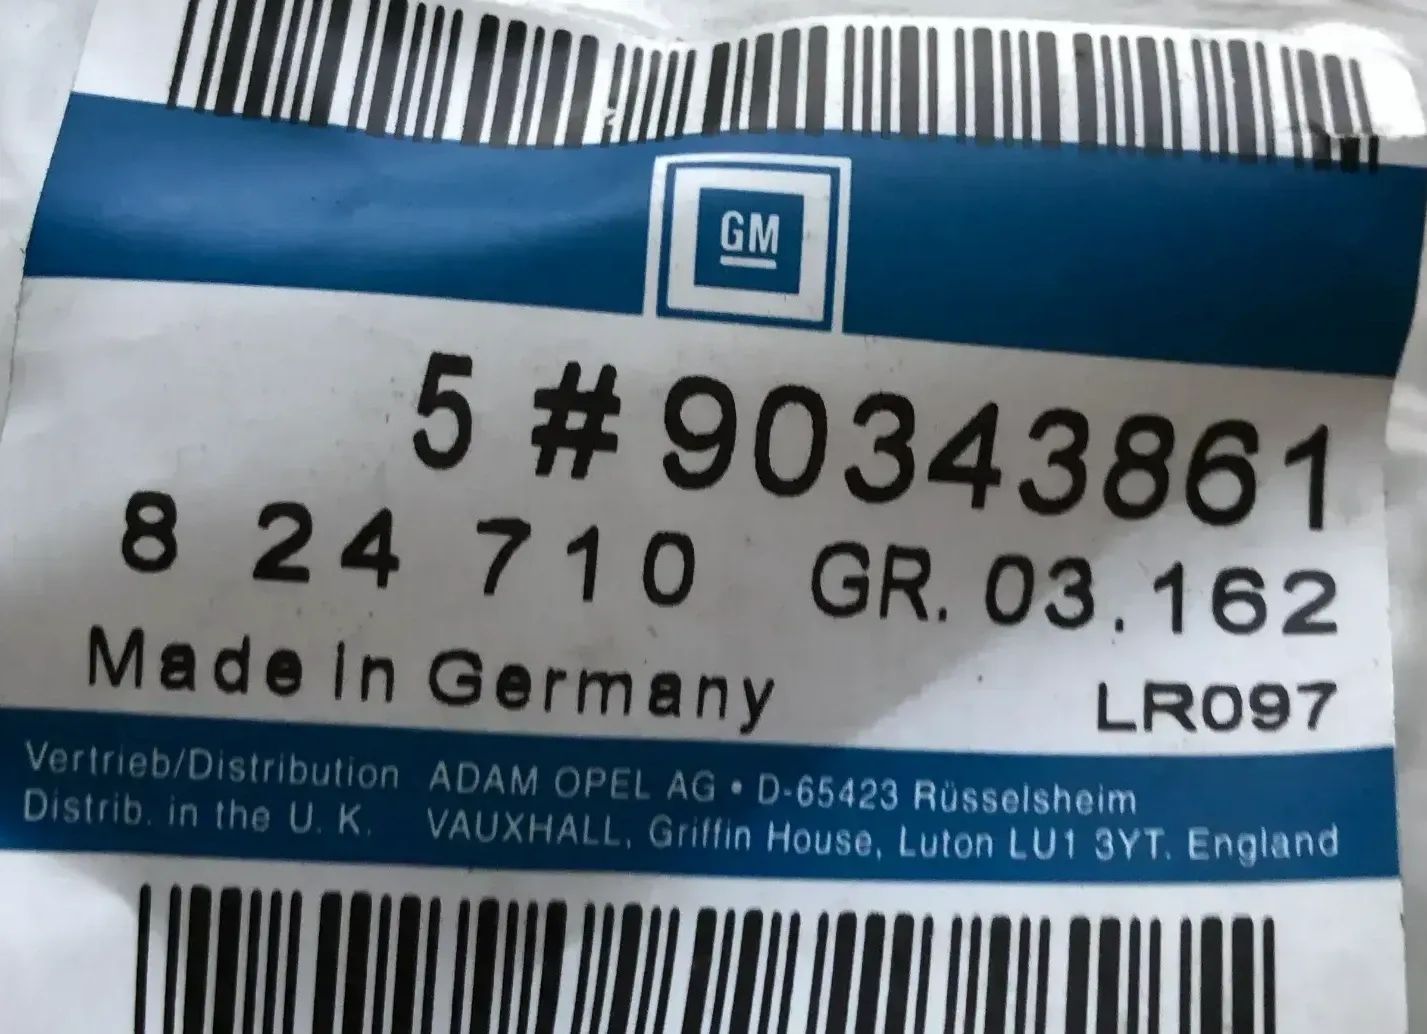 GM
5 # 90343861
8 24 710 GR. 03.162
Made in Germany LR097
Vertrieb/Distribution ADAM OPEL AG • D-65423 Rüsselsheim
Distrib. in the U. K. VAUXHALL, Griffin House, Luton LU1 3YT. England